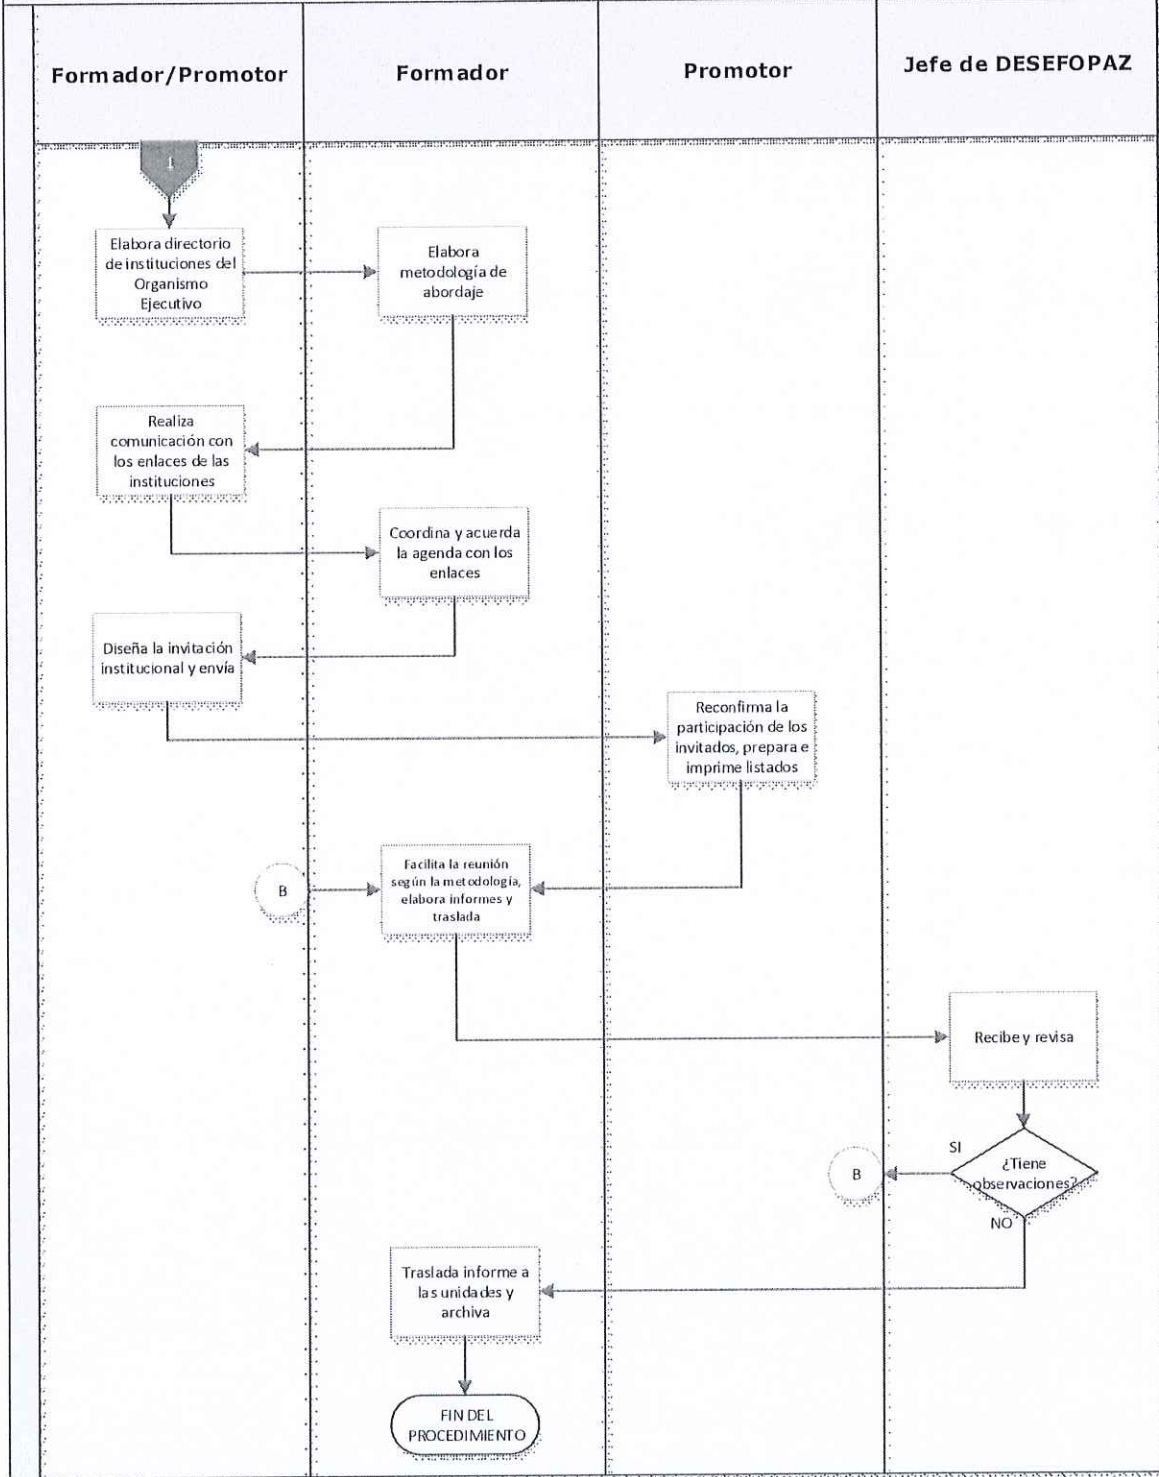 Formador/Promotor
Formador
Promotor
Jefe de DESEFOPAZ
Elabora directorio
de instituciones del
Organismo
Ejecutivo
Elabora
metodología de
abordaje
Realiza
comunicación con
los enlaces de las
instituciones
Coordina y acuerda
la agenda con los
enlaces
Diseña la invitación
institucional y envía
Reconfirma la
participación de los
invitados, prepara e
imprime listados
B
Facilita la reunión
según la metodología,
elabora informes y
traslada
Recibe y revisa
SI
¿Tiene
observaciones?
B
NO
Traslada informe a
las unidades y
archiva
FIN DEL
PROCEDIMIENTO